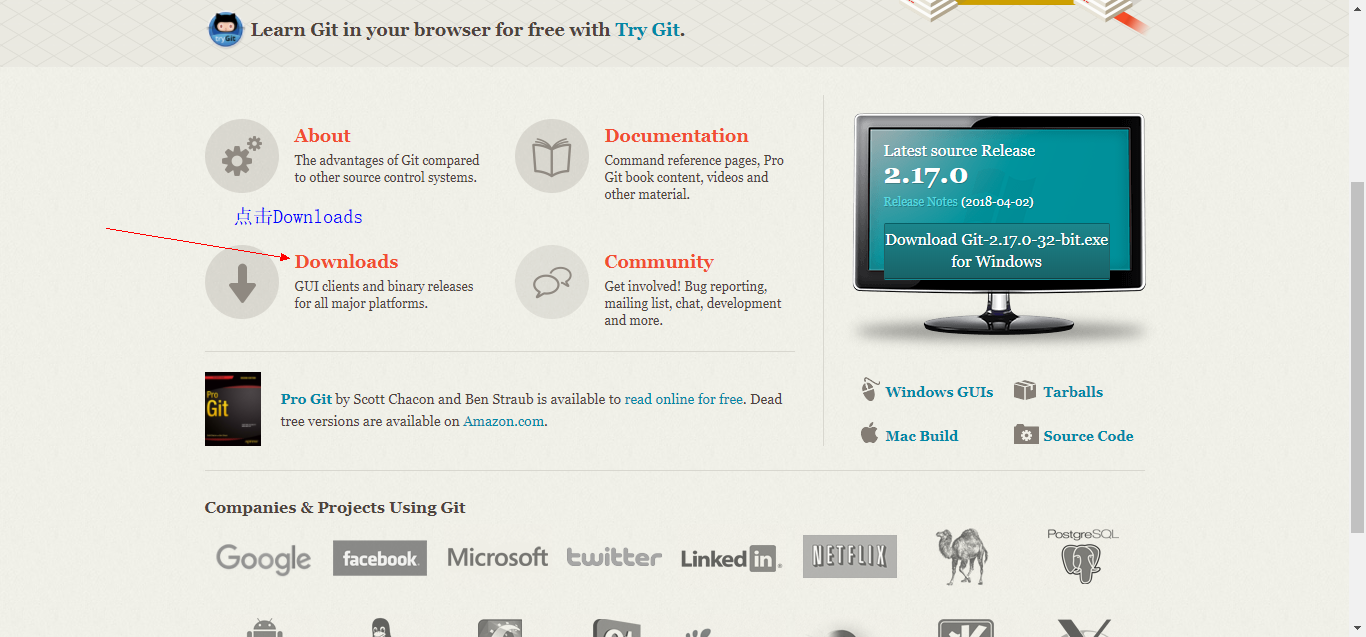 Learn Git in your browser for free with Try Git.
About
The advantages of Git compared
to other source control systems.
Documentation
Command reference pages, Pro
Git book content, videos and
other material.
点击Downloads
Downloads
GUI clients and binary releases
for all major platforms.
Community
Get involved! Bug reporting,
mailing list, chat, development
and more.
Latest source Release
2.17.0
Release Notes (2018-04-02)
Download Git-2.17.0-32-bit.exe
for Windows
Windows GUIs
Tarballs
Mac Build
Source Code
Pro
Git
Pro Git by Scott Chacon and Ben Straub is available to read online for free. Dead
tree versions are available on Amazon.com.
Companies & Projects Using Git
Google
facebook
Microsoft
twitter
Linked in
NETFLIX
PostgreSQL